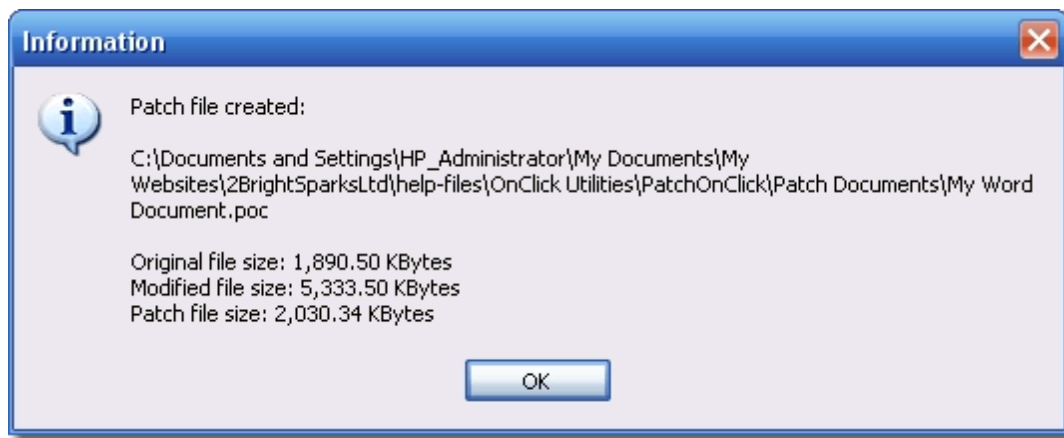 Information
Patch file created:
C:\Documents and Settings\HP_Administrator\My Documents\My
Websites\2BrightSparksLtd\help-files\OnClick Utilities\PatchOnClick\Patch Documents\My Word
Document.poc
Original file size: 1,890.50 KBytes
Modified file size: 5,333.50 KBytes
Patch file size: 2,030.34 KBytes
OK